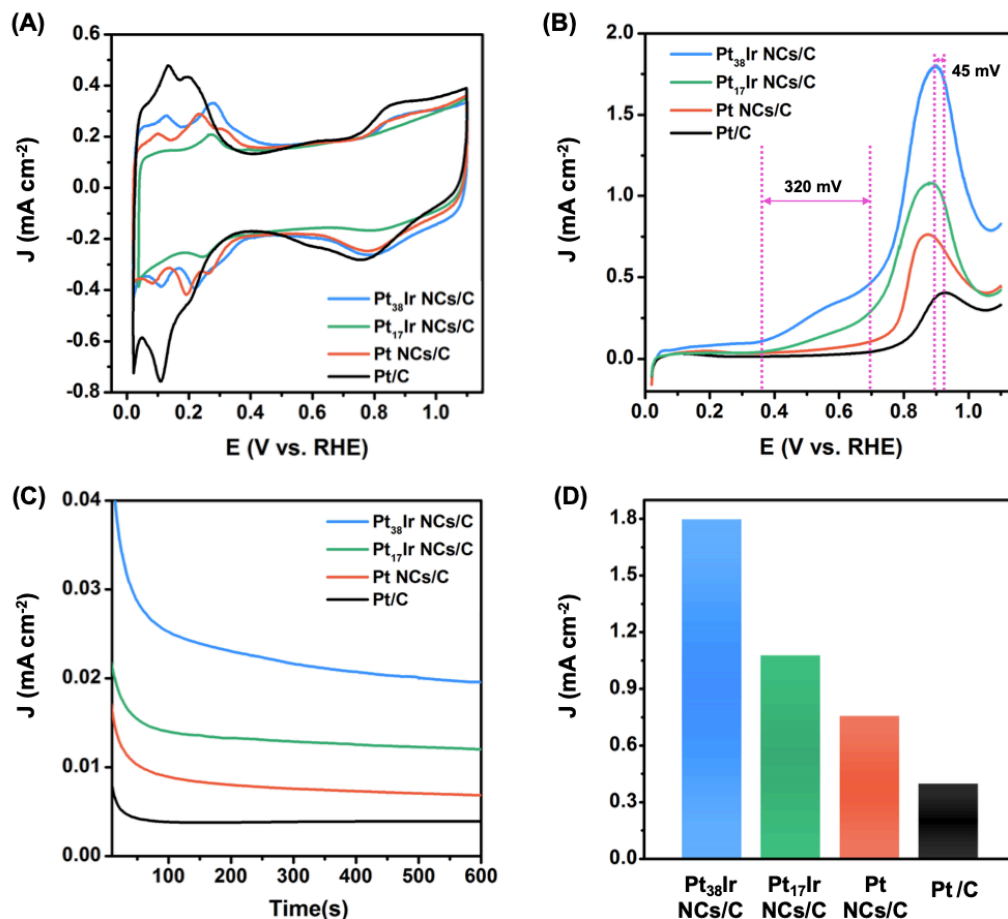 (A)
J (mA cm⁻²)
0.6
0.4
0.2
0.0
-0.2
-0.4
-0.6
-0.8
Pt₃₈Ir NCs/C
Pt₁₇Ir NCs/C
Pt NCs/C
Pt/C
0.0 0.2 0.4 0.6 0.8 1.0
E (V vs. RHE)
(B)
J (mA cm⁻²)
2.0
1.5
1.0
0.5
0.0
Pt₃₈Ir NCs/C
Pt₁₇Ir NCs/C
Pt NCs/C
Pt/C
45 mV
320 mV
0.0 0.2 0.4 0.6 0.8 1.0
E (V vs. RHE)
(C)
J (mA cm⁻²)
0.04
0.03
0.02
0.01
0.00
Pt₃₈Ir NCs/C
Pt₁₇Ir NCs/C
Pt NCs/C
Pt/C
100 200 300 400 500 600
Time(s)
(D)
J (mA cm⁻²)
1.8
1.5
1.2
0.9
0.6
0.3
0.0
Pt₃₈Ir
NCs/C
Pt₁₇Ir
NCs/C
Pt
NCs/C
Pt /C